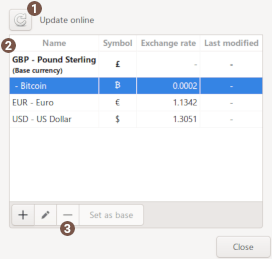 1
Update online
2
Name Symbol Exchange rate Last modified
GBP - Pound Sterling £ - -
(Base currency)
- Bitcoin ₿ 0.0002 -
EUR - Euro € 1.1342 -
USD - US Dollar $ 1.3051 -
+ − Set as base
3
Close